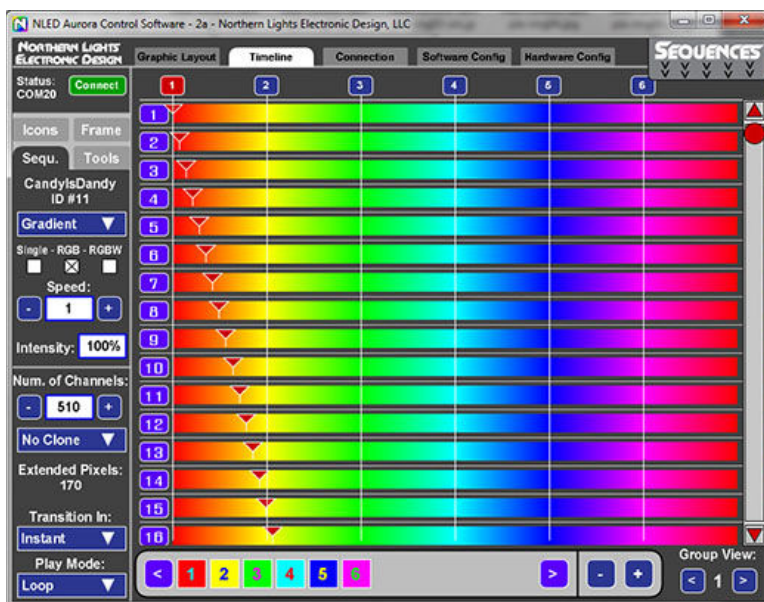 NLED Aurora Control Software - 2a - Northern Lights Electronic Design, LLC
Northern Lights
Electronic Design
Graphic Layout Timeline Connection Software Config Hardware Config
Sequences
Status:
COM20
Connect
1 2 3 4 5 6
Icons Frame
Sequ. Tools
CandyIsDandy
ID #11
Gradient
Single - RGB - RGBW
Speed:
- 1 +
Intensity: 100%
Num. of Channels:
- 510 +
No Clone
Extended Pixels:
170
Transition In:
Instant
Play Mode:
Loop
1
2
3
4
5
6
7
8
9
10
11
12
13
14
15
16
< 1 2 3 4 5 6 > - +
Group View:
< 1 >